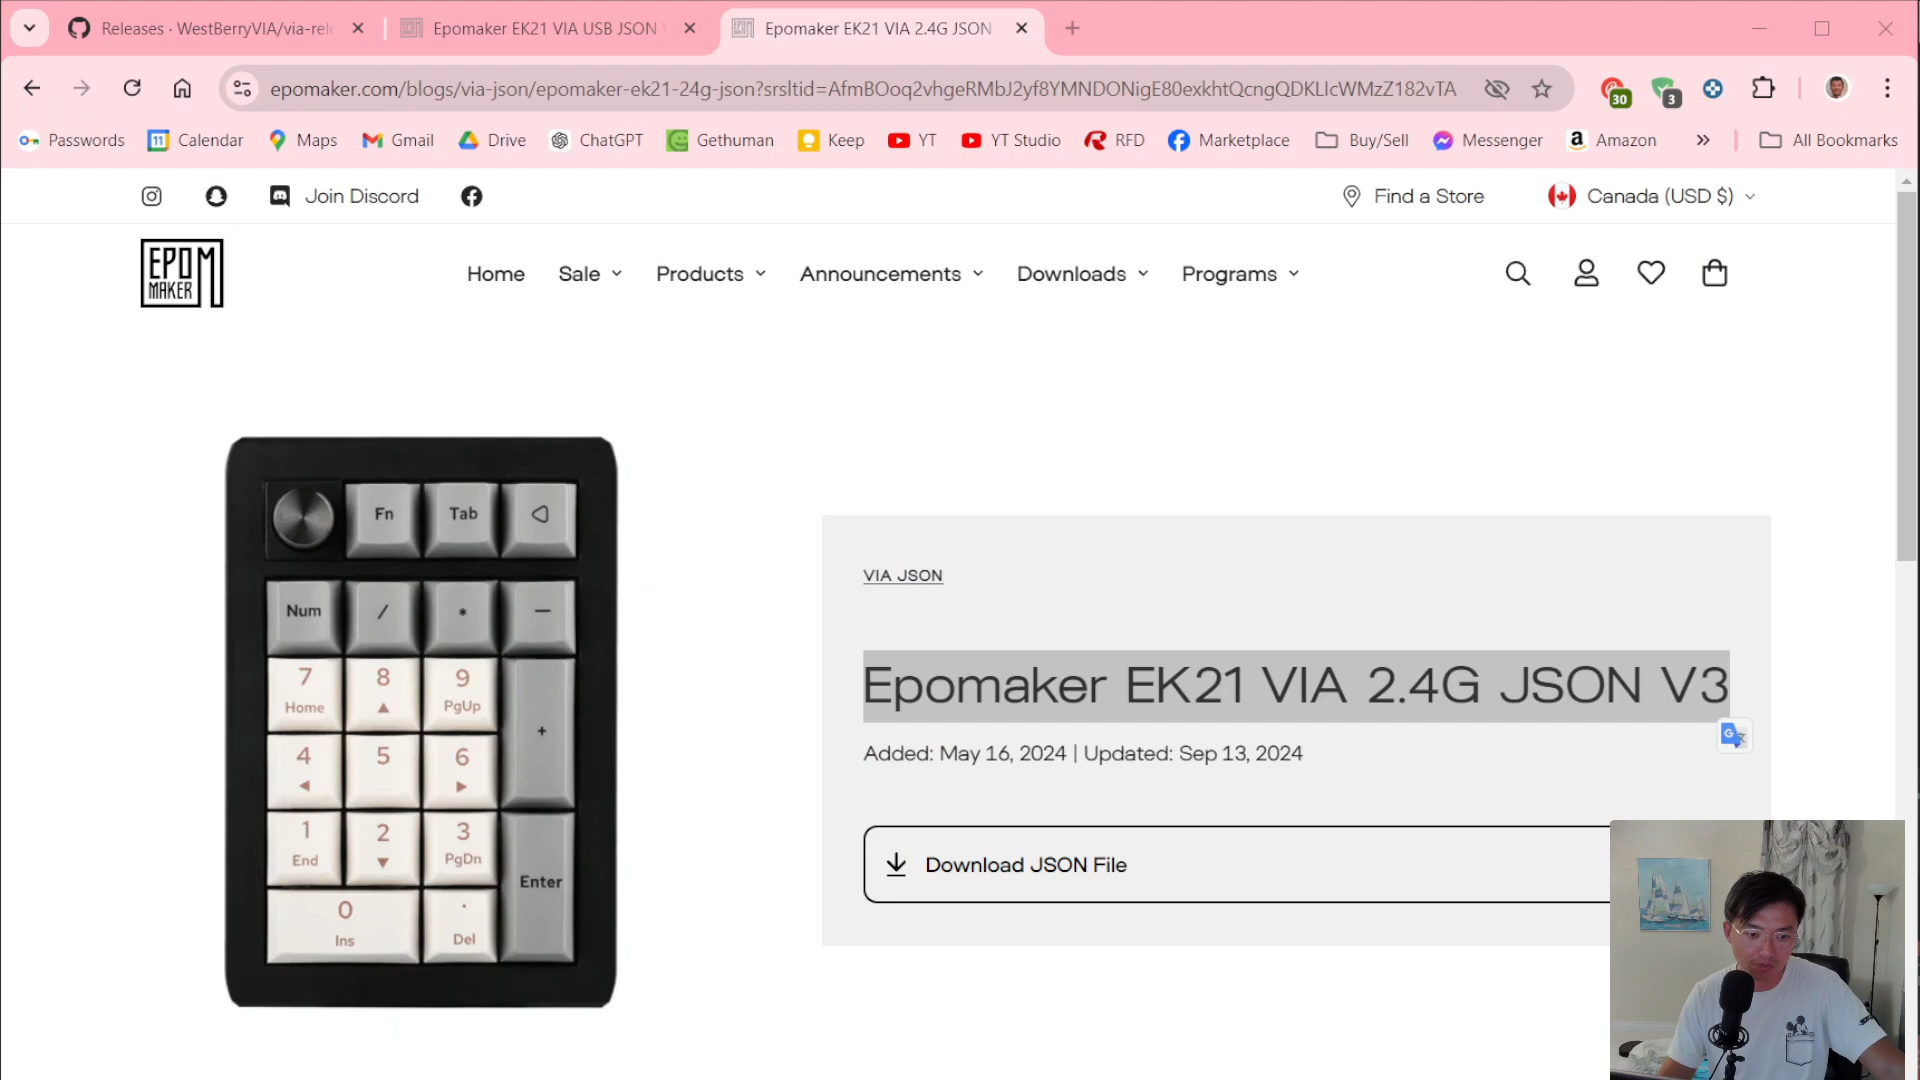 Releases · WestBerryVIA/via-rele
Epomaker EK21 VIA USB JSON
Epomaker EK21 VIA 2.4G JSON
epomaker.com/blogs/via-json/epomaker-ek21-24g-json?srsltid=AfmBOoq2vhgeRMbJ2yf8YMNDONigE80exkhtQcngQDKLlcWMzZ182vTA
30
3
Passwords
11 Calendar
Maps
Gmail
Drive
ChatGPT
Gethuman
Keep
YT
YT Studio
RFD
Marketplace
Buy/Sell
Messenger
a Amazon
All Bookmarks
Join Discord
Find a Store
Canada (USD $)
EPOM
MAKER
Home
Sale
Products
Announcements
Downloads
Programs
Fn
Tab
Num
/
*
−
7
Home
8
9
PgUp
+
4
5
6
1
End
2
3
PgDn
Enter
0
Ins
.
Del
VIA JSON
Epomaker EK21 VIA 2.4G JSON V3
Added: May 16, 2024 | Updated: Sep 13, 2024
Download JSON File